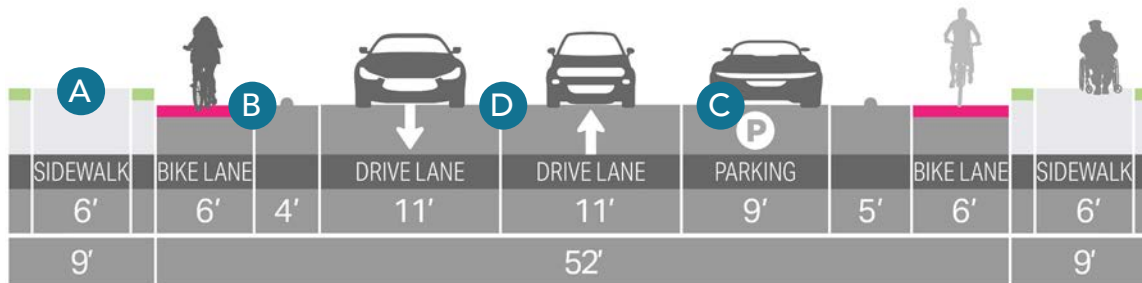 A
B
D
C
P
SIDEWALK BIKE LANE DRIVE LANE DRIVE LANE PARKING BIKE LANE SIDEWALK
6' 6' 4' 11' 11' 9' 5' 6' 6'
9' 52' 9'